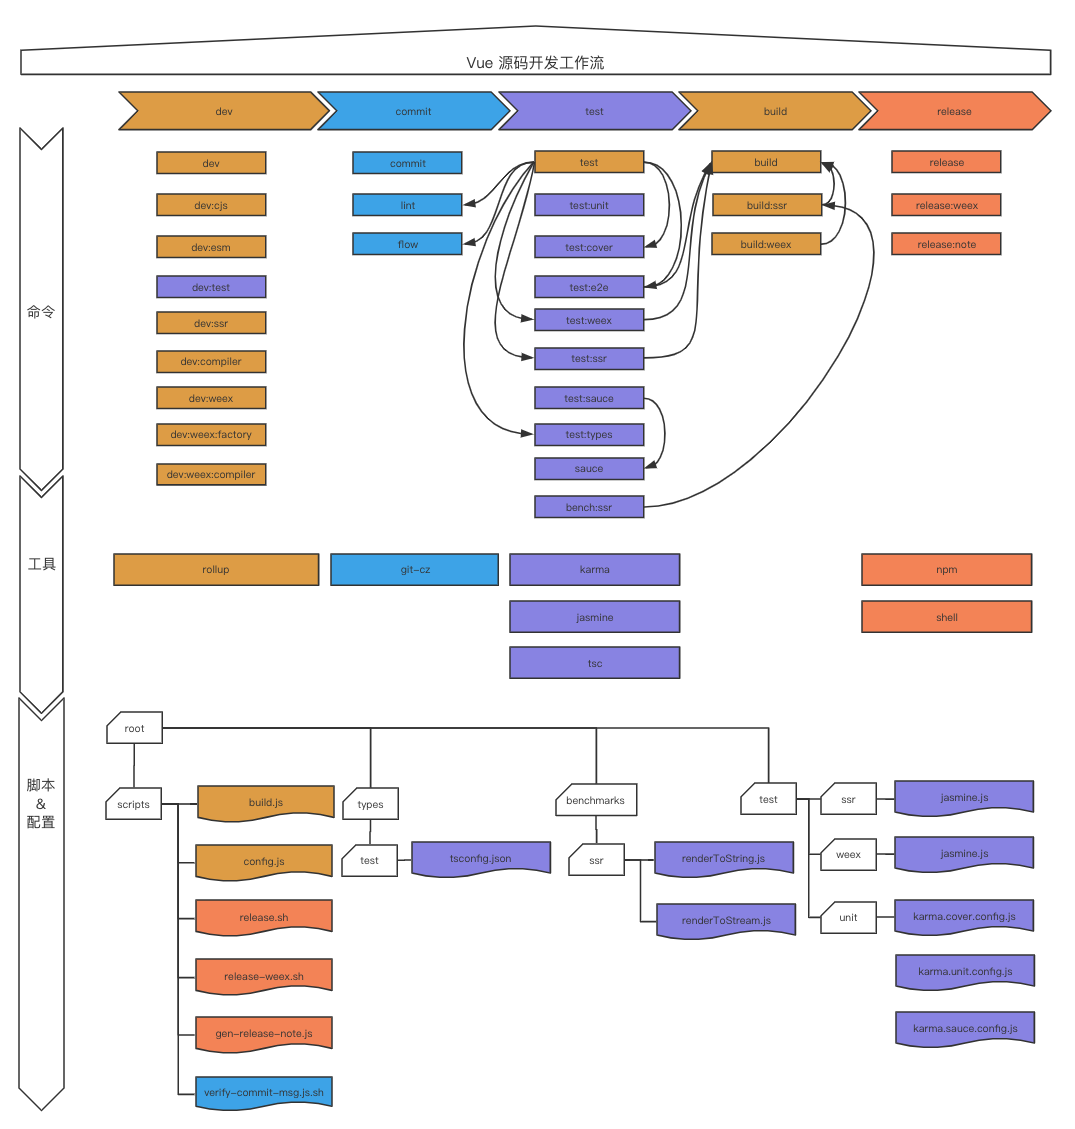 Vue 源码开发工作流
dev
commit
test
build
release
命令
dev
dev:cjs
dev:esm
dev:test
dev:ssr
dev:compiler
dev:weex
dev:weex:factory
dev:weex:compiler
commit
lint
flow
test
test:unit
test:cover
test:e2e
test:weex
test:ssr
test:sauce
test:types
sauce
bench:ssr
build
build:ssr
build:weex
release
release:weex
release:note
工具
rollup
git-cz
karma
jasmine
tsc
npm
shell
脚本
&
配置
root
scripts
build.js
config.js
release.sh
release-weex.sh
gen-release-note.js
verify-commit-msg.js.sh
types
test
tsconfig.json
benchmarks
ssr
renderToString.js
renderToStream.js
test
ssr
jasmine.js
weex
jasmine.js
unit
karma.cover.config.js
karma.unit.config.js
karma.sauce.config.js